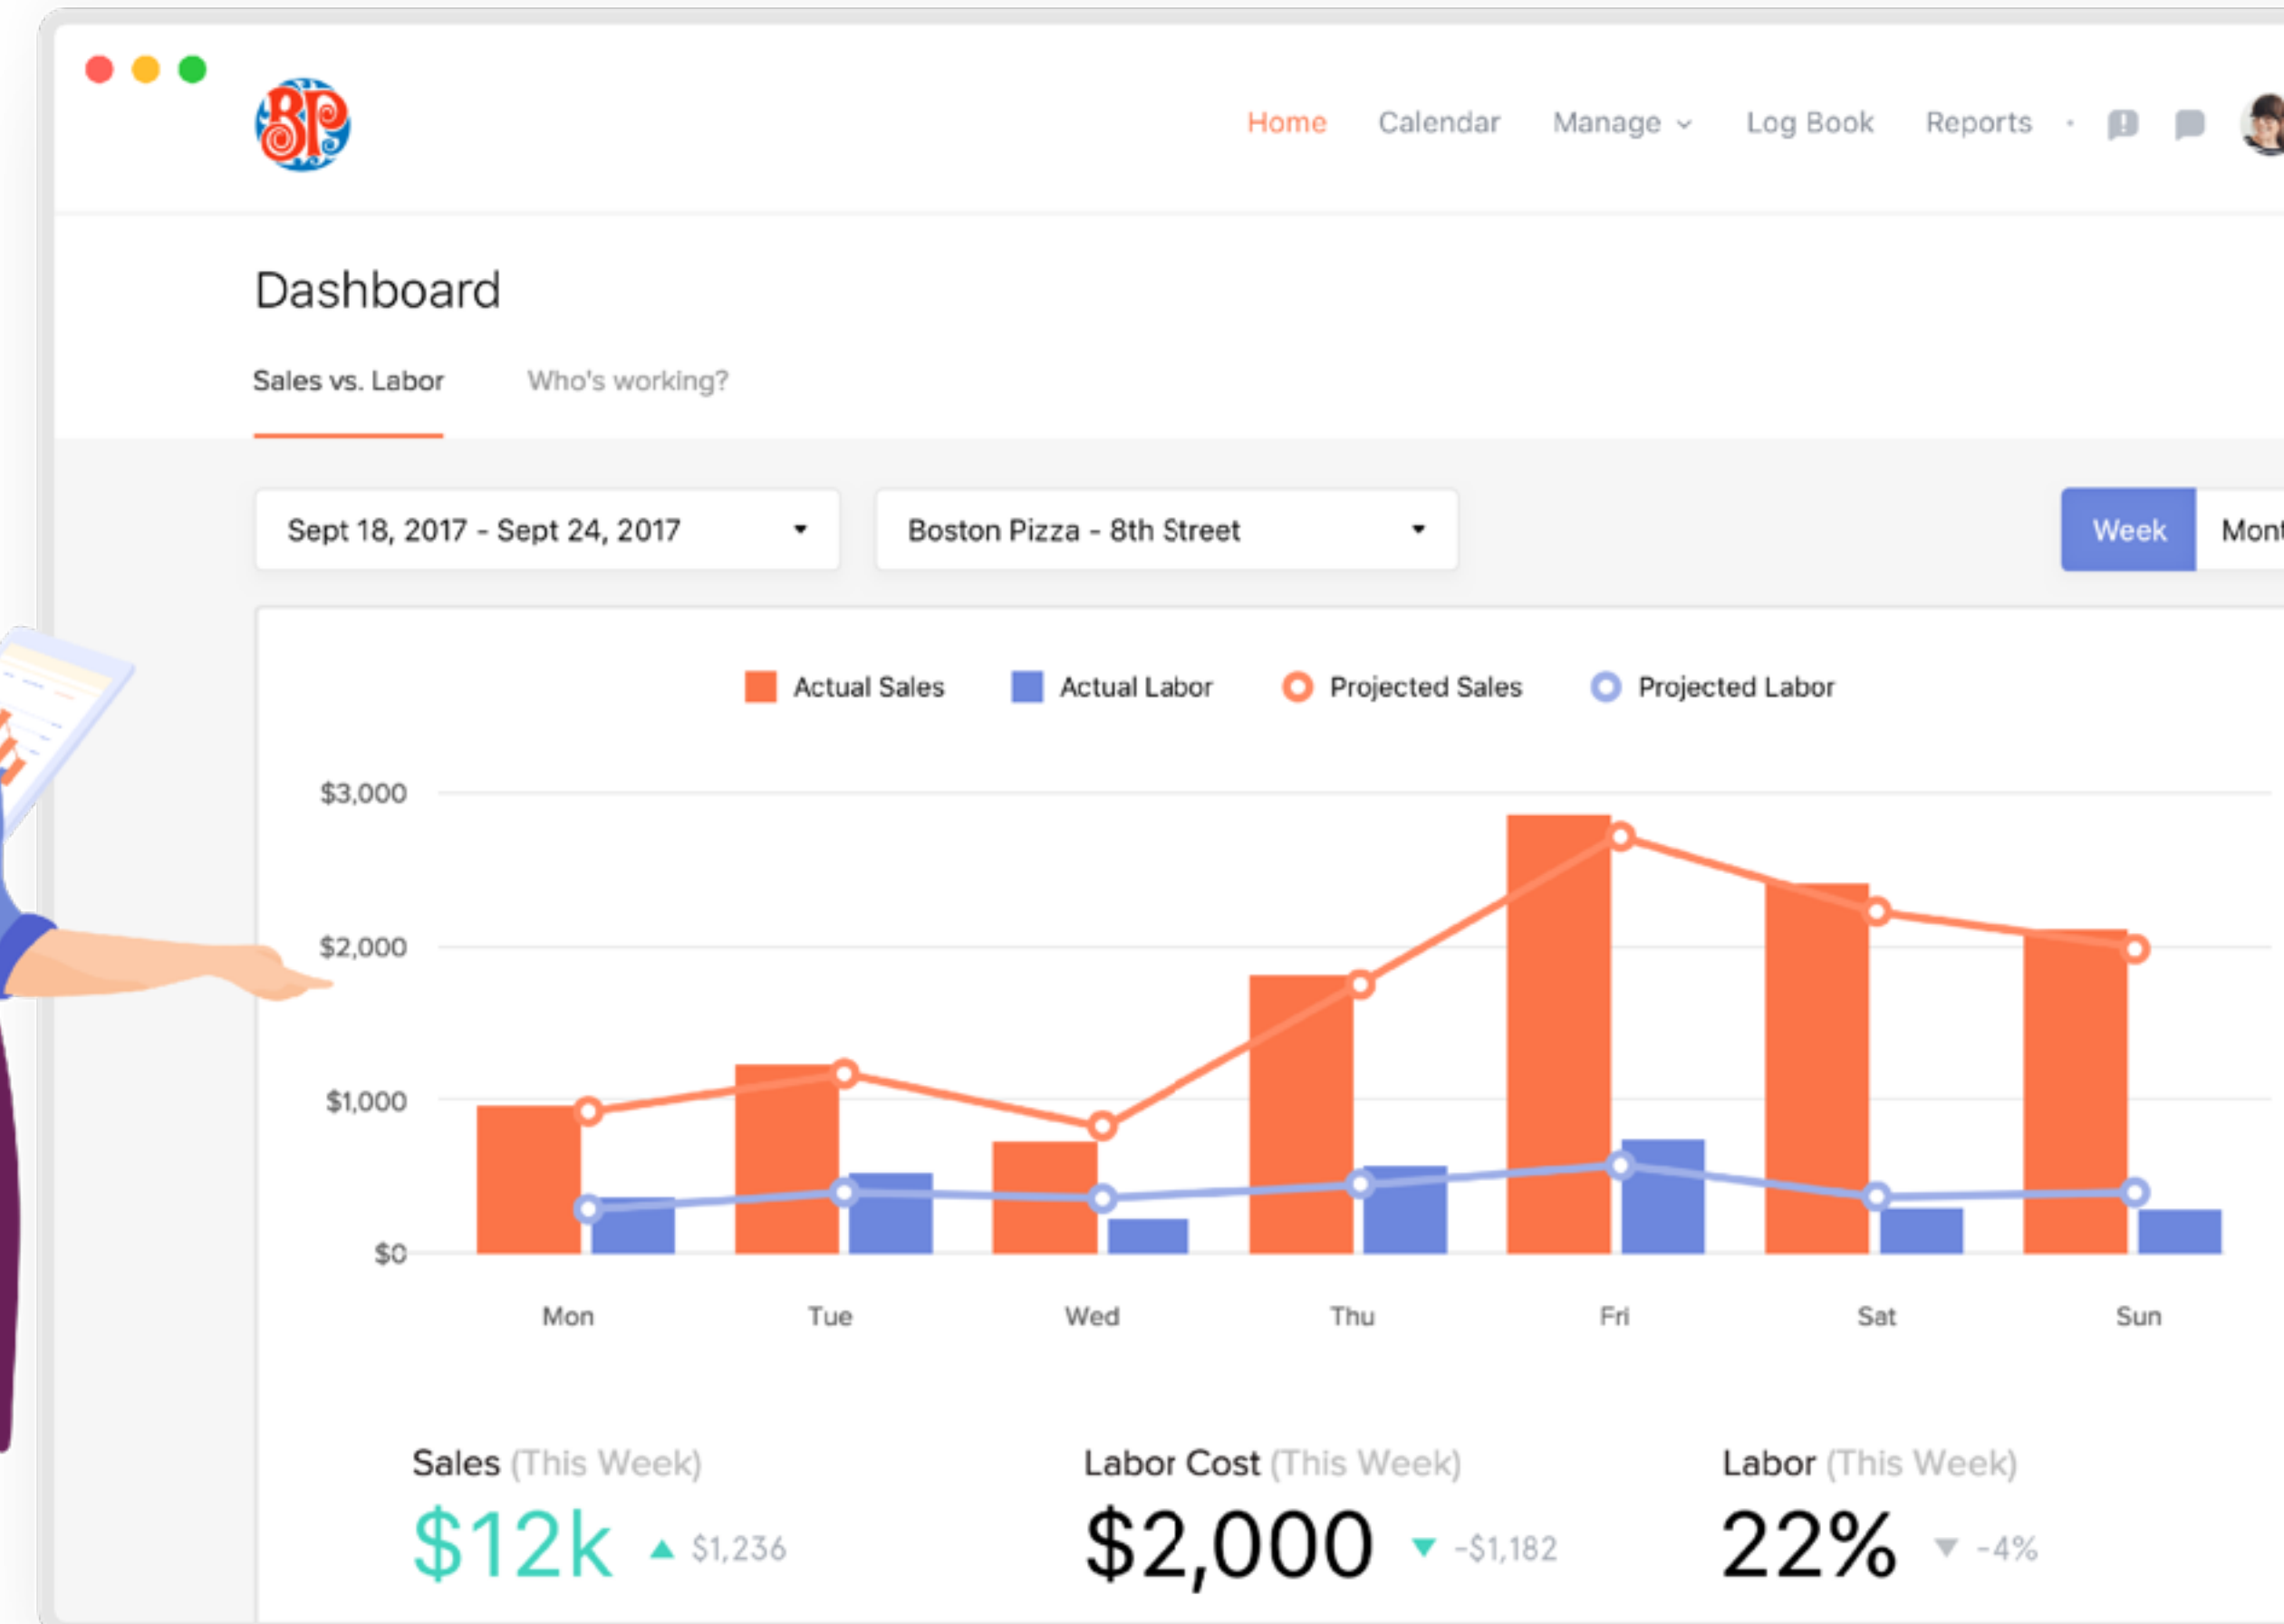 BP
Home Calendar Manage Log Book Reports
Dashboard
Sales vs. Labor Who's working?
Sept 18, 2017 - Sept 24, 2017 Boston Pizza - 8th Street Week Mont
Actual Sales Actual Labor Projected Sales Projected Labor
$3,000
$2,000
$1,000
$0
Mon Tue Wed Thu Fri Sat Sun
Sales (This Week) Labor Cost (This Week) Labor (This Week)
$12k ▲ $1,236 $2,000 ▼ -$1,182 22% ▼ -4%